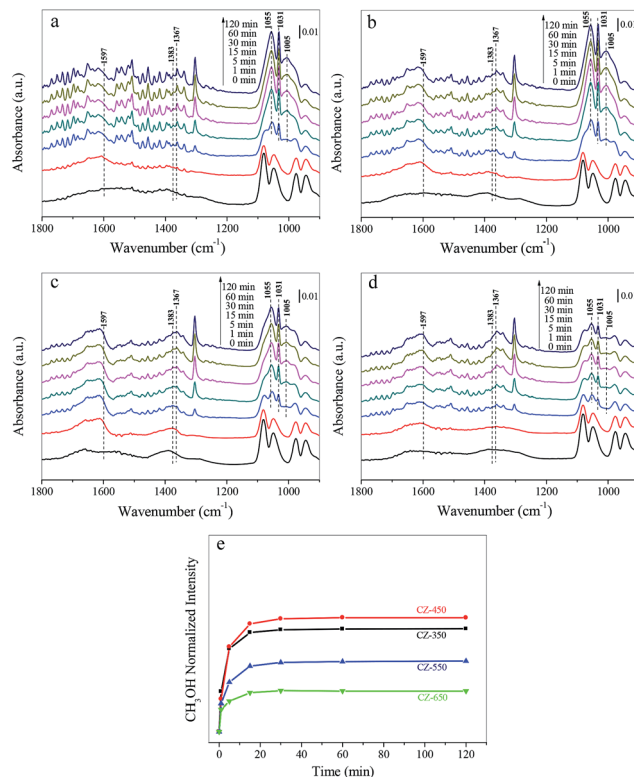 a
1597
1383
1367
120 min
60 min
30 min
15 min
5 min
1 min
0 min
1055
1031
1005
0.01
Absorbance (a.u.)
1800 1600 1400 1200 1000
Wavenumber (cm-1)
b
1597
1383
1367
120 min
60 min
30 min
15 min
5 min
1 min
0 min
1055
1031
1005
Absorbance (a.u.)
1800 1600 1400 1200 1000
Wavenumber (cm-1)
c
1597
1383
1367
120 min
60 min
30 min
15 min
5 min
1 min
0 min
1055
1031
1005
0.01
Absorbance (a.u.)
1800 1600 1400 1200 1000
Wavenumber (cm-1)
d
1597
1383
1367
120 min
60 min
30 min
15 min
5 min
1 min
0 min
1055
1031
1005
Absorbance (a.u.)
1800 1600 1400 1200 1000
Wavenumber (cm-1)
e
CZ-450
CZ-350
CZ-550
CZ-650
CH3OH Normalized Intensity
0 20 40 60 80 100 120
Time (min)